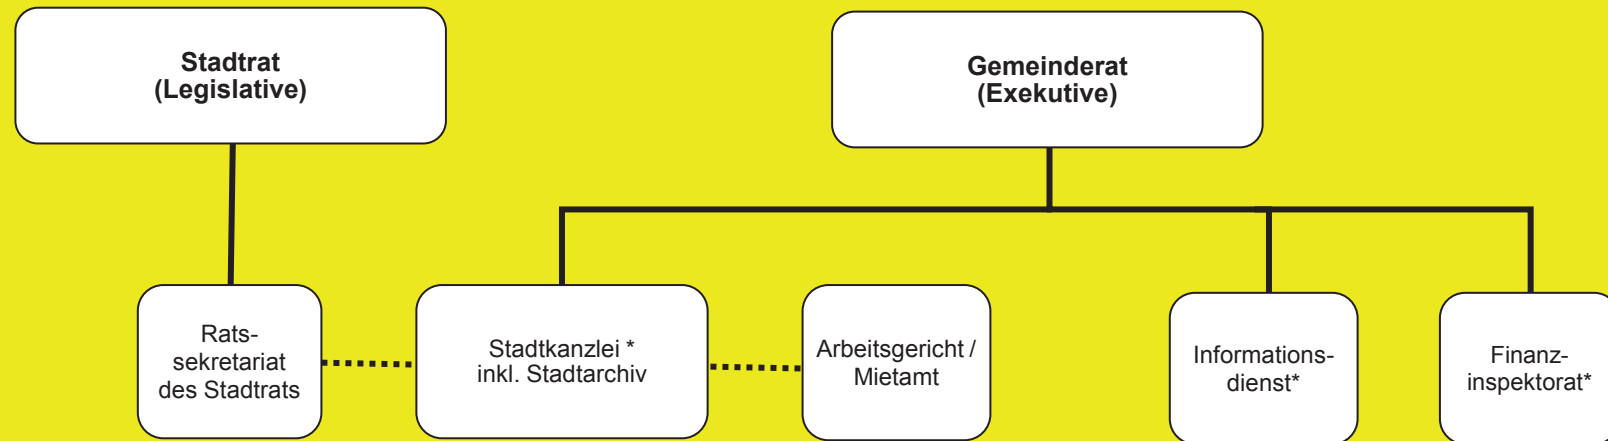 Stadtrat
(Legislative)
Gemeinderat
(Exekutive)
Rats-
sekretariat
des Stadtrats
Stadtkanzlei *
inkl. Stadtarchiv
Arbeitsgericht /
Mietamt
Informations-
dienst*
Finanz-
inspektorat*